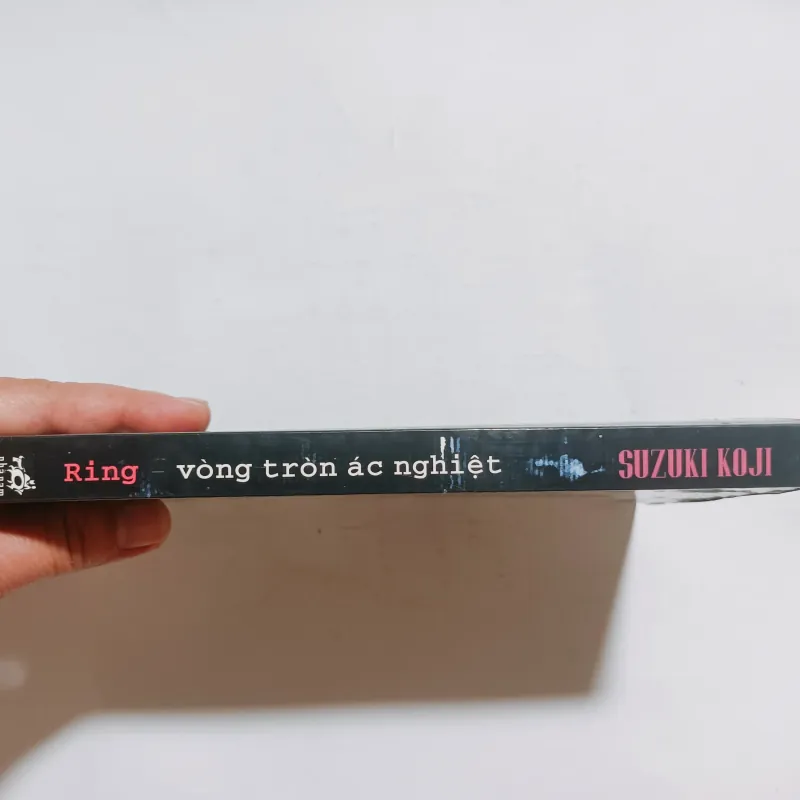 Ring – vòng tròn ác nghiệt
SUZUKI KOJI